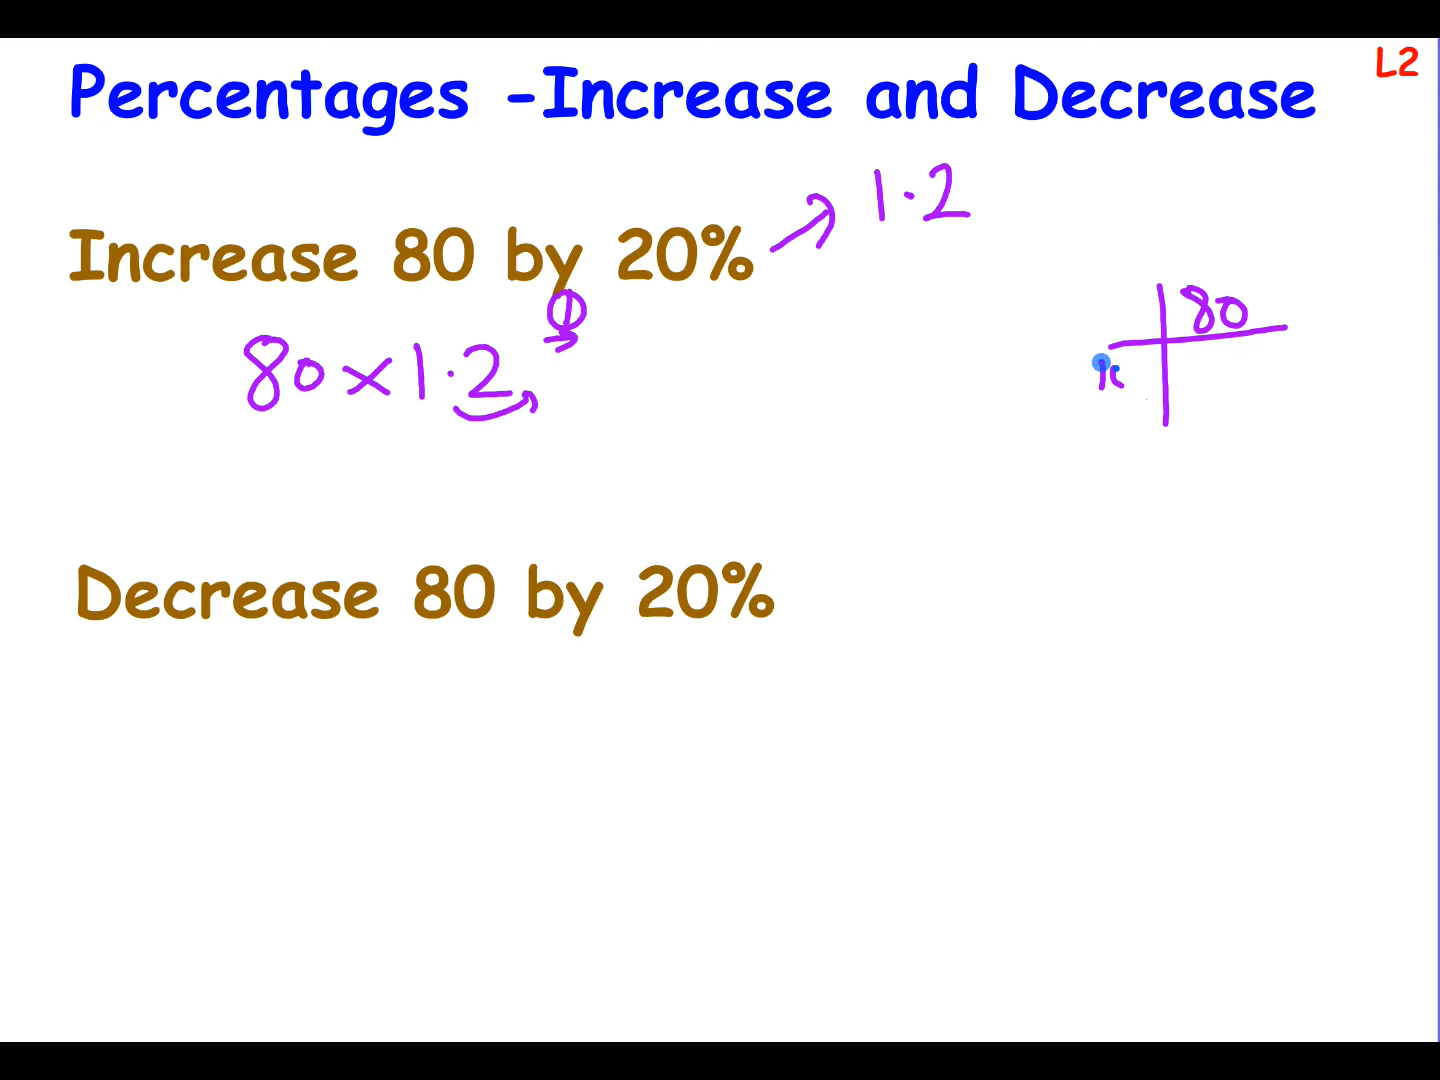 Percentages -Increase and Decrease
L2
1.2
Increase 80 by 20%
80
80 x 1.2
1
Decrease 80 by 20%